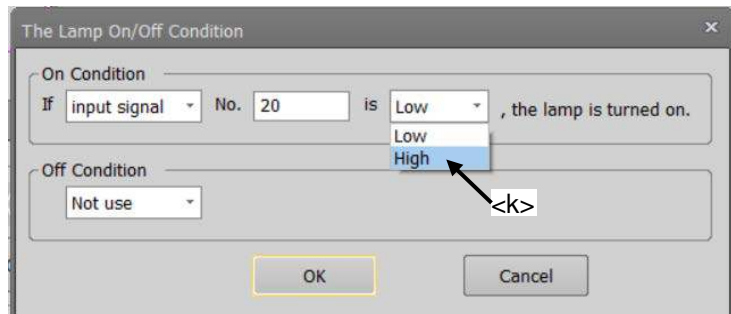 The Lamp On/Off Condition ×
On Condition
If input signal No. 20 is Low , the lamp is turned on.
Low
High
<k>
Off Condition
Not use
OK Cancel